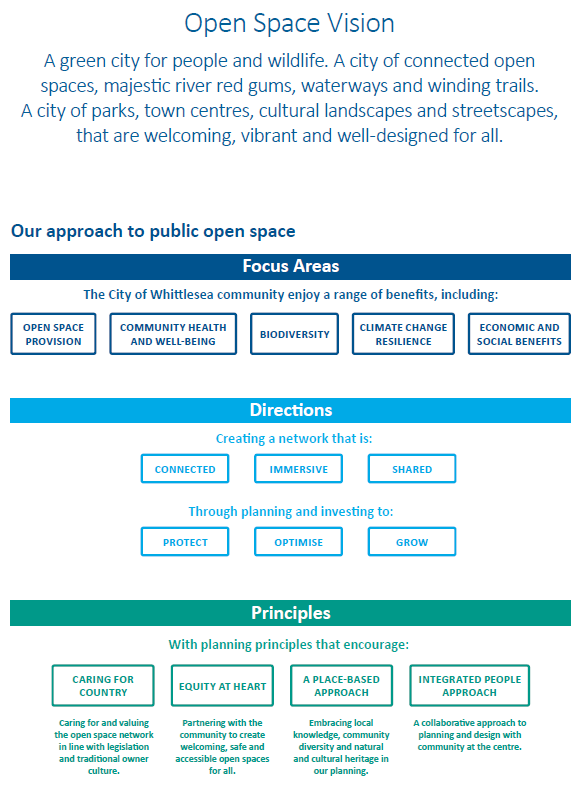 Open Space Vision
A green city for people and wildlife. A city of connected open
spaces, majestic river red gums, waterways and winding trails.
A city of parks, town centres, cultural landscapes and streetscapes,
that are welcoming, vibrant and well-designed for all.
Our approach to public open space
Focus Areas
The City of Whittlesea community enjoy a range of benefits, including:
OPEN SPACE
PROVISION
COMMUNITY HEALTH
AND WELL-BEING
BIODIVERSITY
CLIMATE CHANGE
RESILIENCE
ECONOMIC AND
SOCIAL BENEFITS
Directions
Creating a network that is:
CONNECTED
IMMERSIVE
SHARED
Through planning and investing to:
PROTECT
OPTIMISE
GROW
Principles
With planning principles that encourage:
CARING FOR
COUNTRY
Caring for and valuing
the open space network
in line with legislation
and traditional owner
culture.
EQUITY AT HEART
Partnering with the
community to create
welcoming, safe and
accessible open spaces
for all.
A PLACE-BASED
APPROACH
Embracing local
knowledge, community
diversity and natural
and cultural heritage in
our planning.
INTEGRATED PEOPLE
APPROACH
A collaborative approach to
planning and design with
community at the centre.